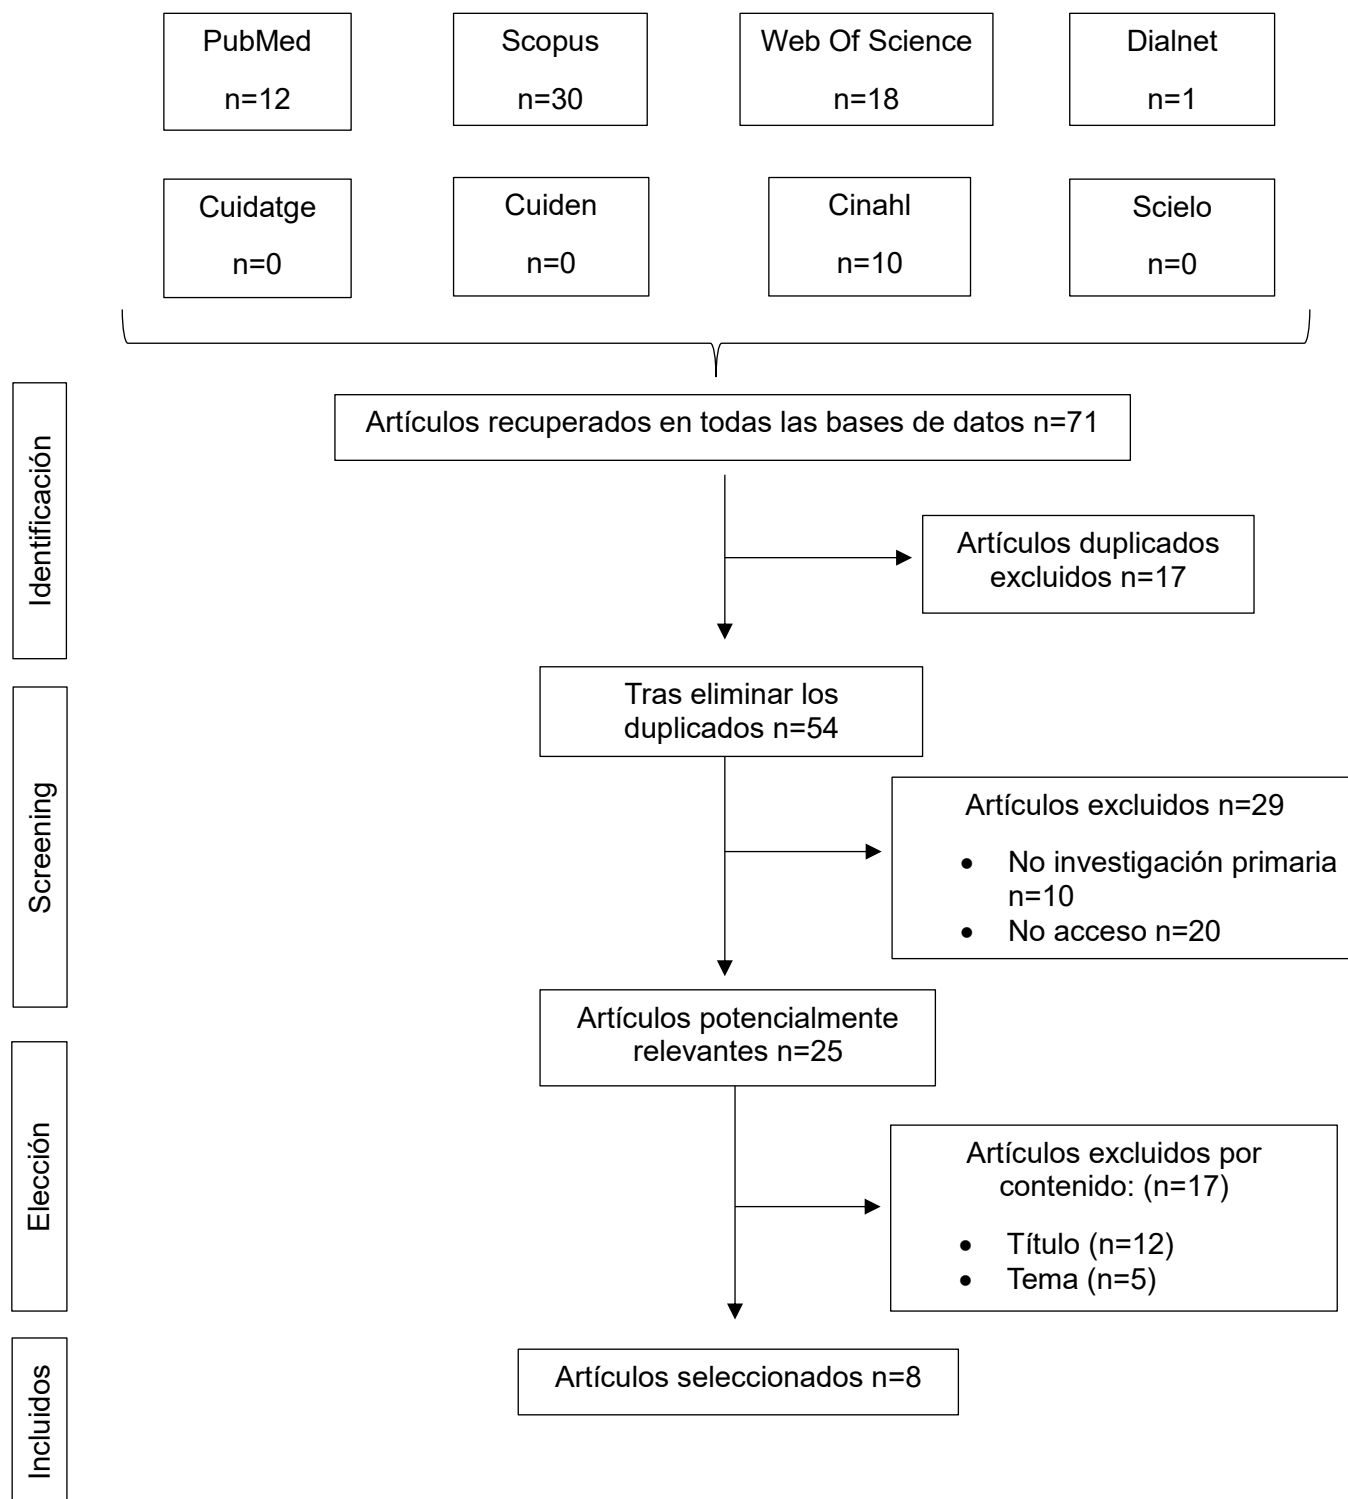 PubMed
n=12
Scopus
n=30
Web Of Science
n=18
Dialnet
n=1
Cuidatge
n=0
Cuiden
n=0
Cinahl
n=10
Scielo
n=0
Identificación
Artículos recuperados en todas las bases de datos n=71
Artículos duplicados
excluidos n=17
Screening
Tras eliminar los
duplicados n=54
Artículos excluidos n=29
• No investigación primaria
n=10
• No acceso n=20
Elección
Artículos potencialmente
relevantes n=25
Artículos excluidos por
contenido: (n=17)
• Título (n=12)
• Tema (n=5)
Incluidos
Artículos seleccionados n=8